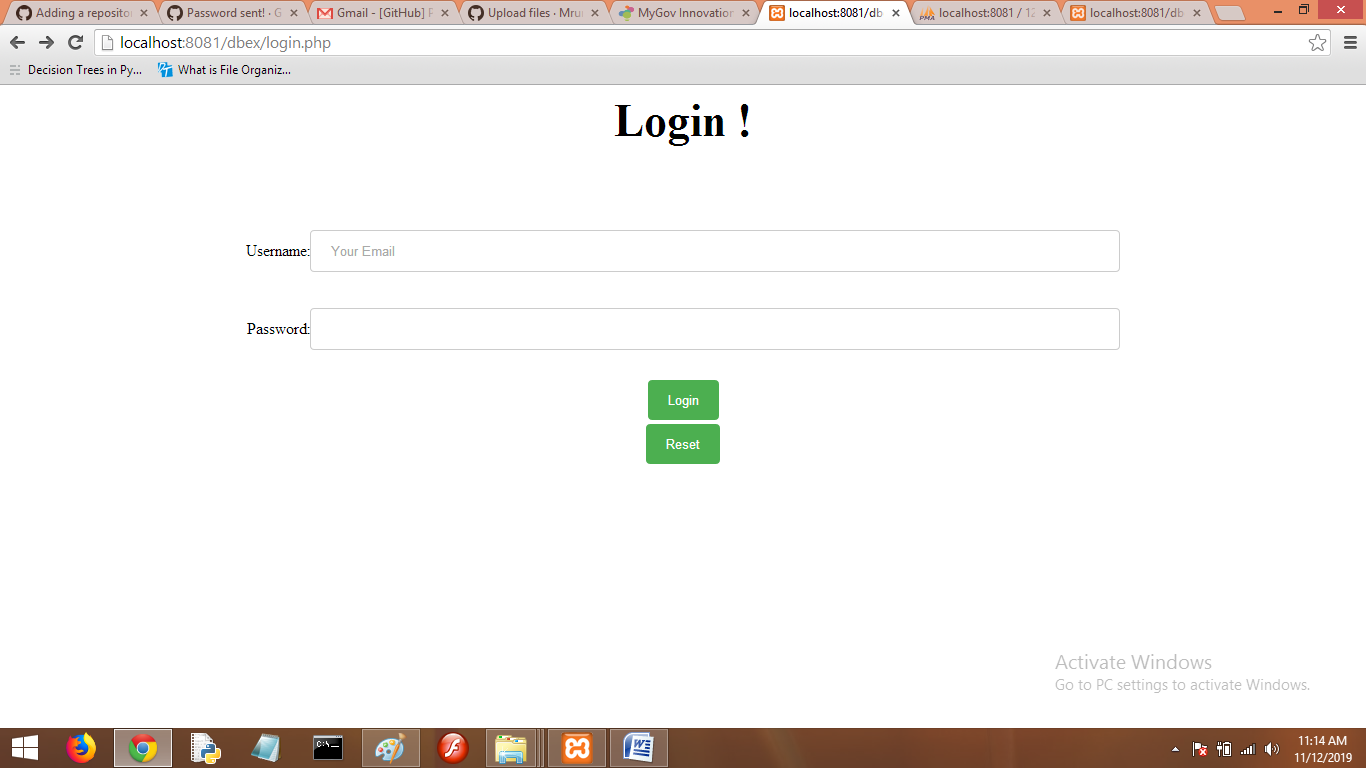 Adding a reposito
Password sent! · G
Gmail - [GitHub] P
Upload files · Mru
MyGov Innovation
localhost:8081/db
localhost:8081 / 12
localhost:8081/db
localhost:8081/dbex/login.php
Decision Trees in Py...
What is File Organiz...
Login !
Username:
Your Email
Password:
Login
Reset
Activate Windows
Go to PC settings to activate Windows.
11:14 AM
11/12/2019